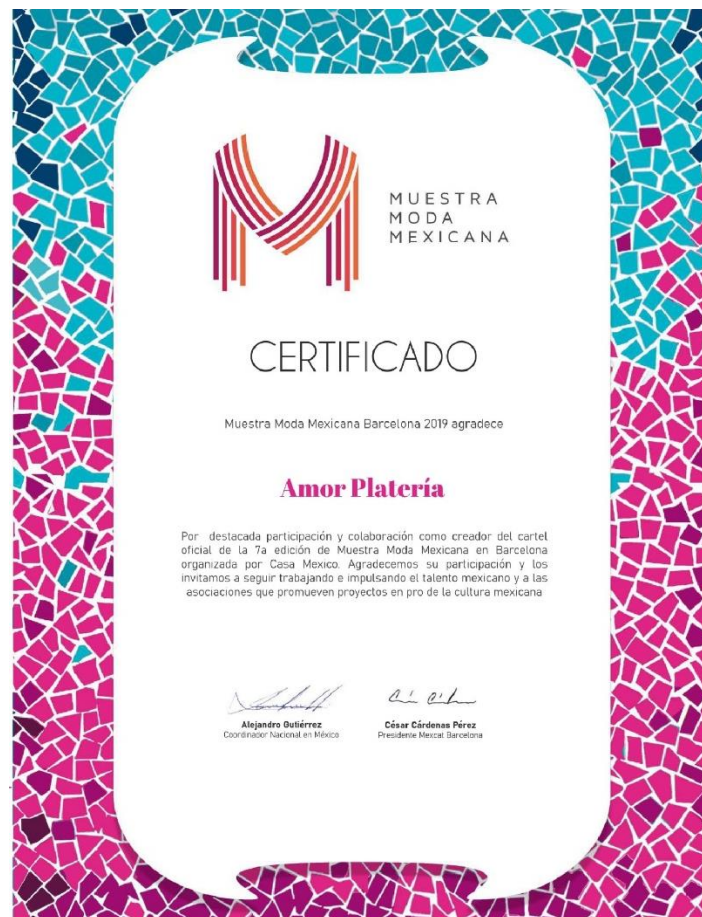 MUESTRA
MODA
MEXICANA
CERTIFICADO
Muestra Moda Mexicana Barcelona 2019 agradece
Amor Platería
Por destacada participación y colaboración como creador del cartel
oficial de la 7a edición de Muestra Moda Mexicana en Barcelona
organizada por Casa Mexico. Agradecemos su participación y los
invitamos a seguir trabajando e impulsando el talento mexicano y a las
asociaciones que promueven proyectos en pro de la cultura mexicana
Alejandro Gutiérrez
Coordinador Nacional en México
César Cárdenas Pérez
Presidente Mexcat Barcelona